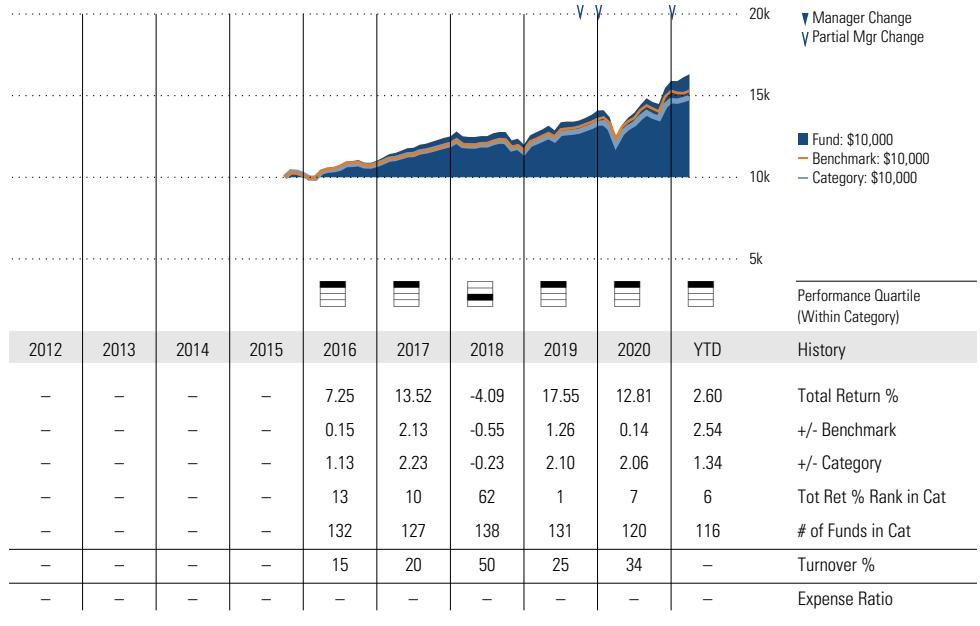 20k
▼ Manager Change
V Partial Mgr Change
15k
Fund: $10,000
Benchmark: $10,000
Category: $10,000
10k
5k
Performance Quartile
(Within Category)
2012 2013 2014 2015 2016 2017 2018 2019 2020 YTD History
– – – – 7.25 13.52 -4.09 17.55 12.81 2.60 Total Return %
– – – – 0.15 2.13 -0.55 1.26 0.14 2.54 +/- Benchmark
– – – – 1.13 2.23 -0.23 2.10 2.06 1.34 +/- Category
– – – – 13 10 62 1 7 6 Tot Ret % Rank in Cat
– – – – 132 127 138 131 120 116 # of Funds in Cat
– – – – 15 20 50 25 34 – Turnover %
– – – – – – – – – – Expense Ratio